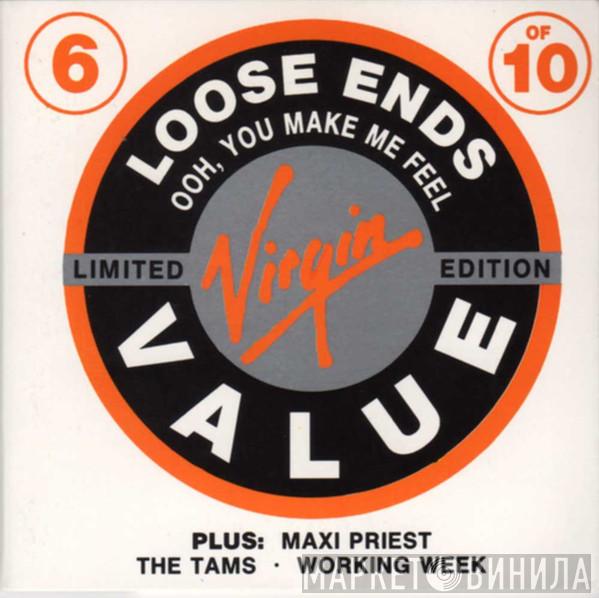 6
OF
10
LOOSE ENDS
OOH, YOU MAKE ME FEEL
Virgin
LIMITED EDITION
VALUE
PLUS: MAXI PRIEST
THE TAMS · WORKING WEEK
МАРКЕТ ВИНИЛА